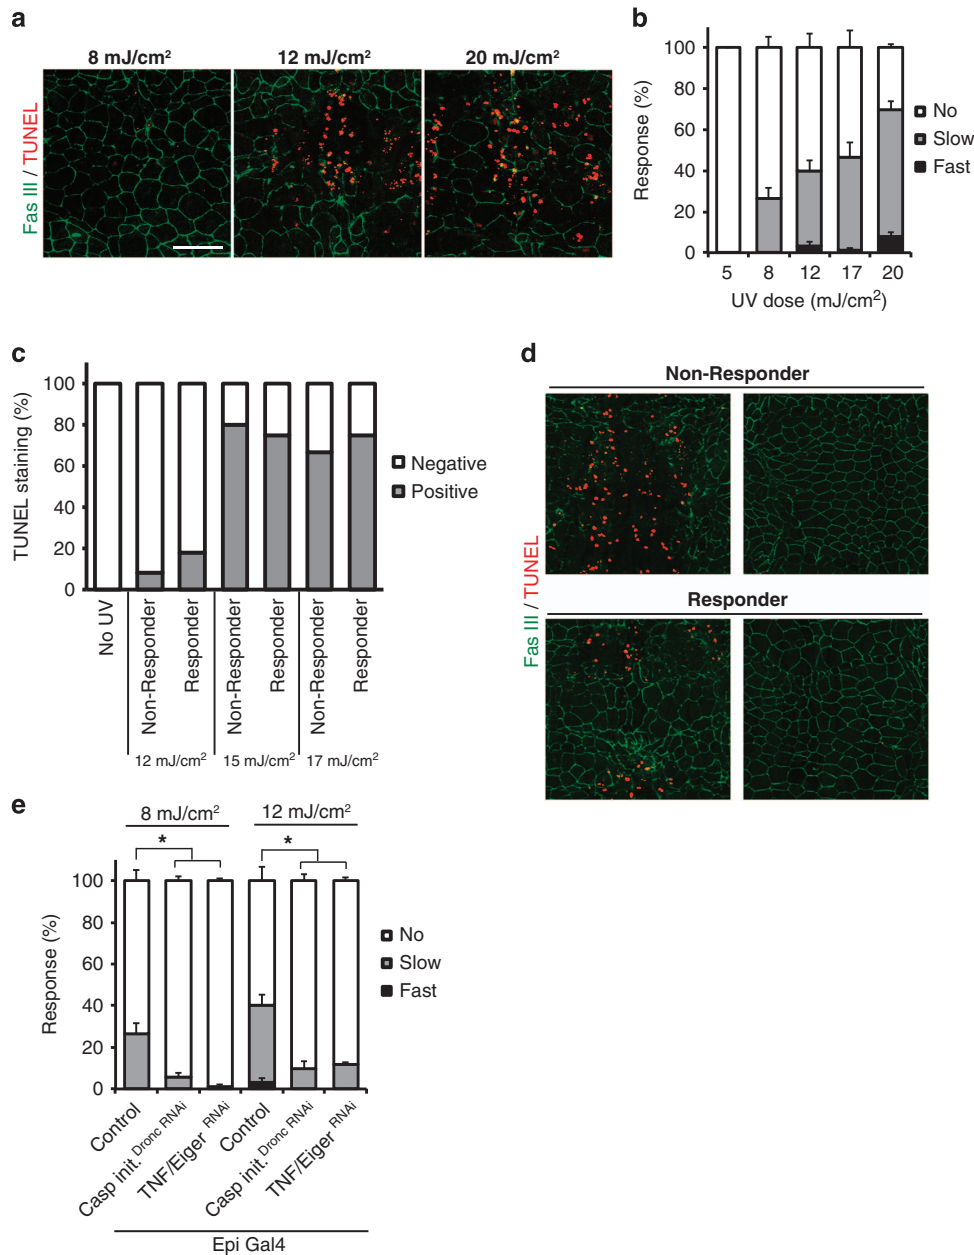 a
8 mJ/cm²
12 mJ/cm²
20 mJ/cm²
Fas III / TUNEL
b
Response (%)
100
80
60
40
20
0
5 8 12 17 20
UV dose (mJ/cm²)
No
Slow
Fast
c
TUNEL staining (%)
100
80
60
40
20
0
No UV
Non-Responder
Responder
Non-Responder
Responder
Non-Responder
Responder
12 mJ/cm²
15 mJ/cm²
17 mJ/cm²
Negative
Positive
d
Non-Responder
Fas III / TUNEL
Responder
e
8 mJ/cm²
12 mJ/cm²
*
*
Response (%)
100
80
60
40
20
0
No
Slow
Fast
Control
Casp init. Dronc RNAi
TNF/Eiger RNAi
Control
Casp init. Dronc RNAi
TNF/Eiger RNAi
Epi Gal4